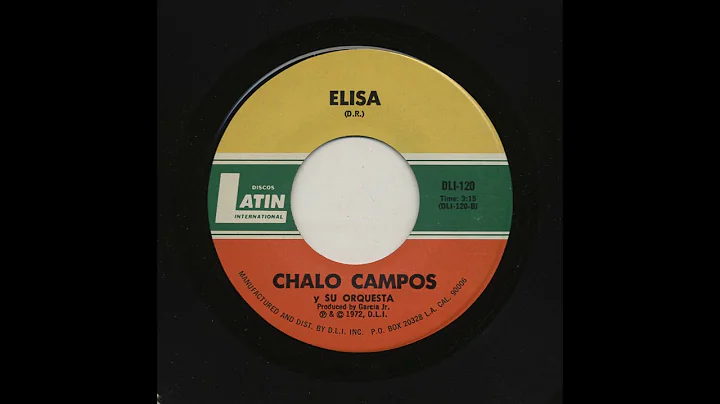 ELISA
(D.R.)
DISCOS
LATIN
INTERNATIONAL
DLI-120
Time: 3:15
(DLI-120-B)
CHALO CAMPOS
y SU ORQUESTA
Produced by Garcia Jr.
℗ & © 1972, D.L.I.
MANUFACTURED AND DIST. BY D.L.I. INC. P.O. BOX 20328 L.A. CAL. 90006